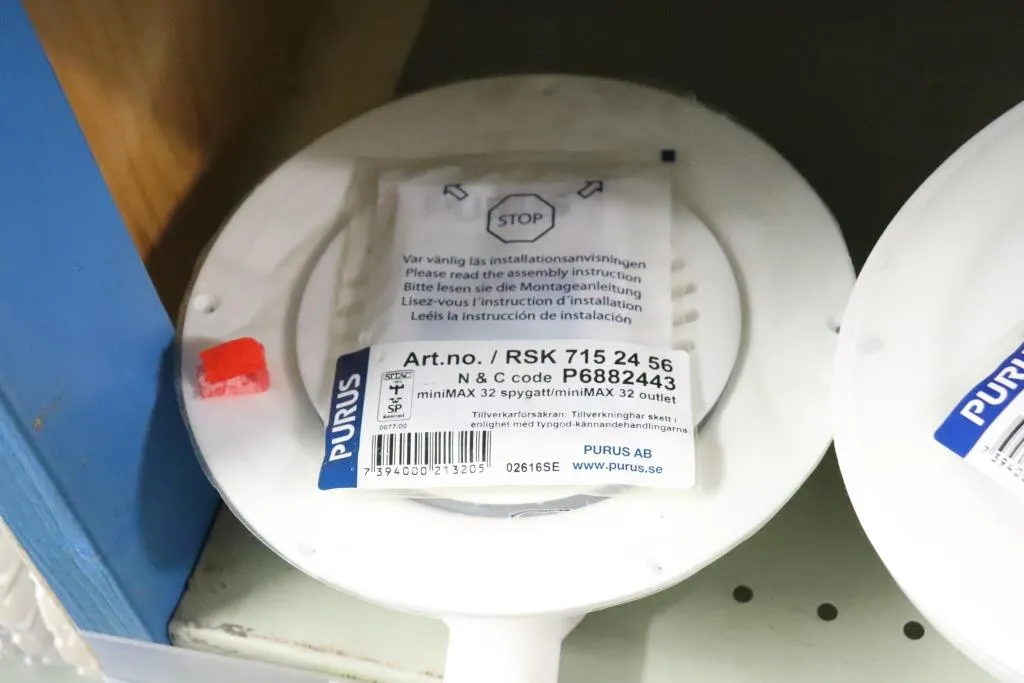 PURUS
STOP
Var vänlig läs installationsanvisningen
Please read the assembly instruction
Bitte lesen sie die Montageanleitung
Lisez-vous l´instruction d´installation
Leéis la instrucción de instalación
PURUS
Art.no. / RSK 715 24 56
N & C code P6882443
miniMAX 32 spygatt/miniMAX 32 outlet
SITAC
SP
Kontroll
0077/00
Tillverkarförsäkran: Tillverkninghar skett i
enlighet med typgod-kännandehandlingarna
7 394000 213205
02616SE
PURUS AB
www.purus.se
PURUS